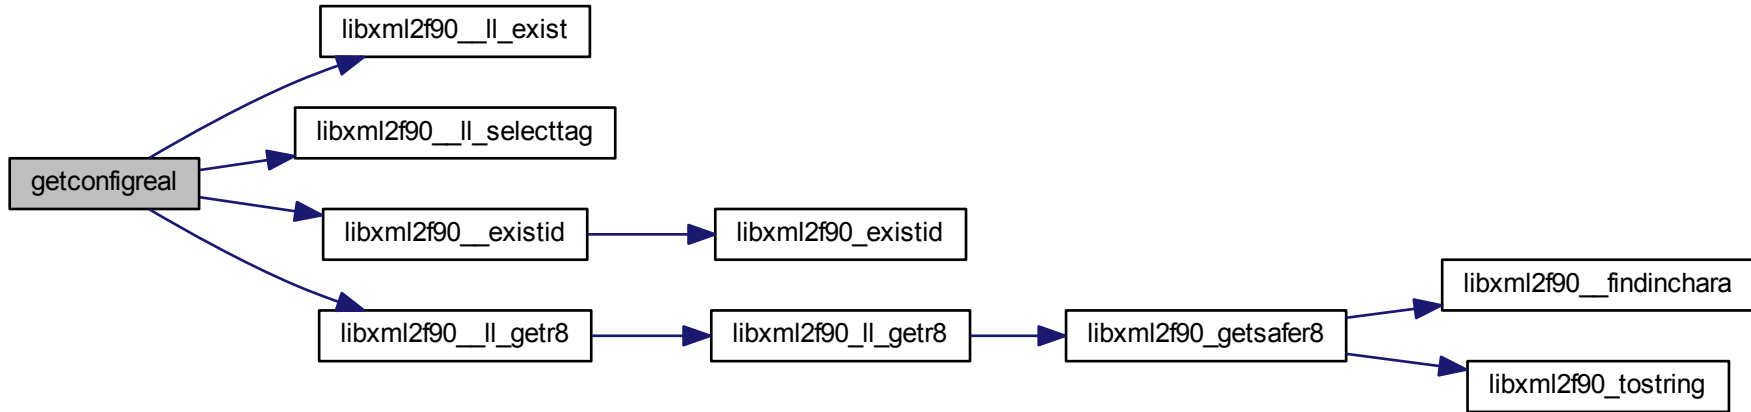 libxml2f90__ll_exist
libxml2f90__ll_selecttag
getconfigreal
libxml2f90__existid
libxml2f90_existid
libxml2f90__findinchara
libxml2f90__ll_getr8
libxml2f90_ll_getr8
libxml2f90_getsafer8
libxml2f90_tostring